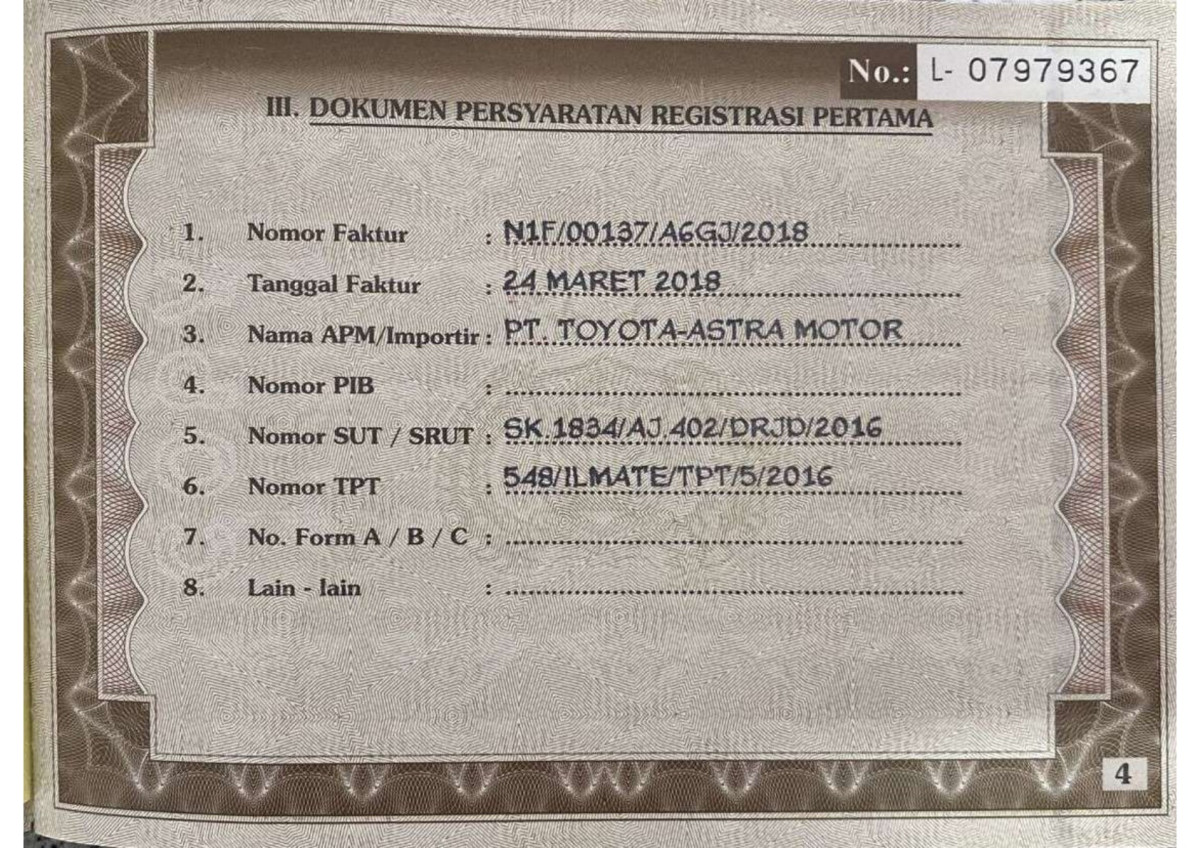 No.: L- 07979367
III. DOKUMEN PERSYARATAN REGISTRASI PERTAMA
1. Nomor Faktur : N1F/00137/A6GJ/2018
2. Tanggal Faktur : 24 MARET 2018
3. Nama APM/Importir : PT. TOYOTA-ASTRA MOTOR
4. Nomor PIB :
5. Nomor SUT / SRUT : SK.1834/AJ.402/DRJD/2016
6. Nomor TPT : 548/ILMATE/TPT/5/2016
7. No. Form A / B / C :
8. Lain - lain :
4